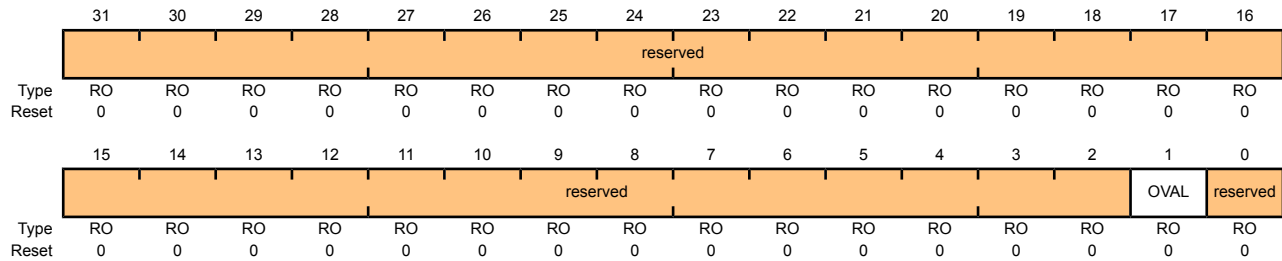 31 30 29 28 27 26 25 24 23 22 21 20 19 18 17 16
reserved
Type RO RO RO RO RO RO RO RO RO RO RO RO RO RO RO RO
Reset 0 0 0 0 0 0 0 0 0 0 0 0 0 0 0 0
15 14 13 12 11 10 9 8 7 6 5 4 3 2 1 0
reserved OVAL reserved
Type RO RO RO RO RO RO RO RO RO RO RO RO RO RO RO RO
Reset 0 0 0 0 0 0 0 0 0 0 0 0 0 0 0 0